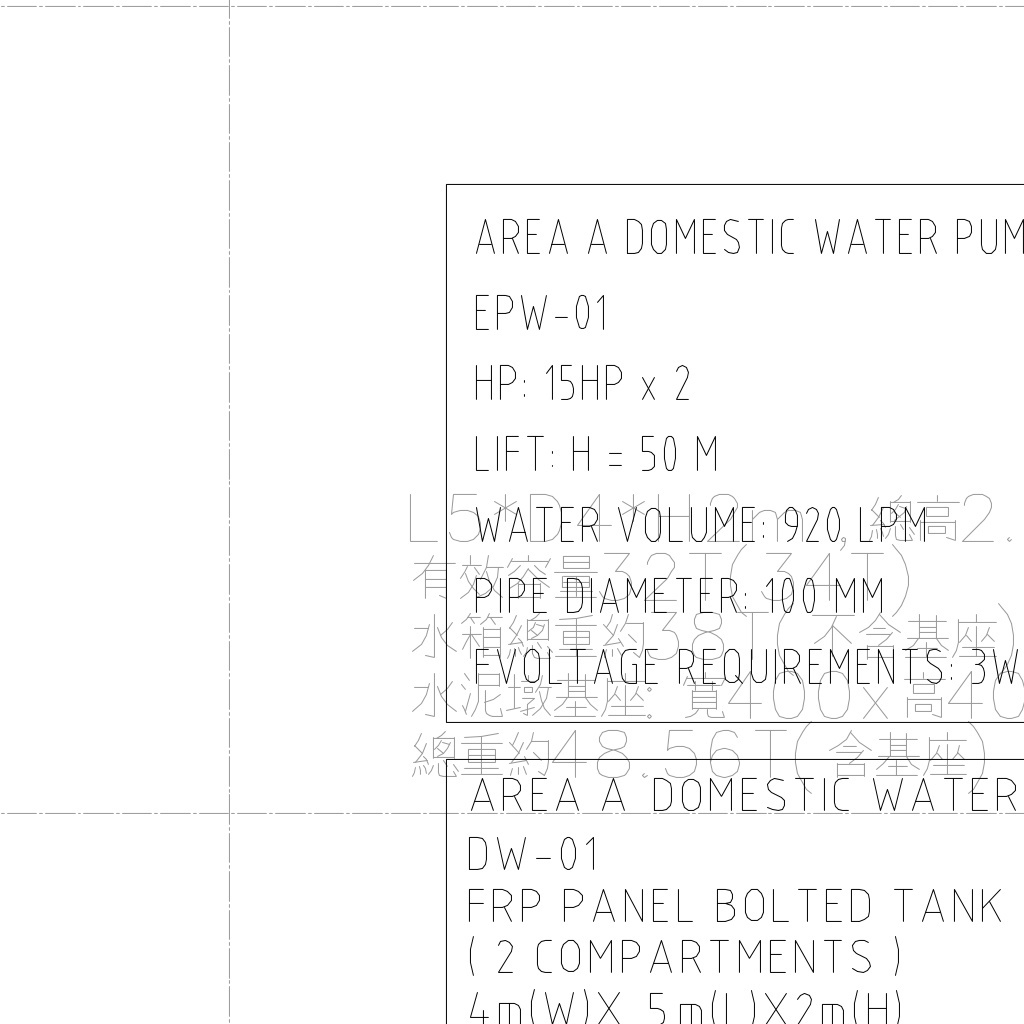 AREA A DOMESTIC WATER
EPW-01
HP: 15HP x 2
LIFT: H = 50 M
L5*D4*H2m,總高2.
WATER VOLUME: 920 LPM
有效容量32T(34T)
PIPE DIAMETER: 100 MM
水箱總重約38T(不含基座)
FVOLTAGE REQUIREMENTS: 3W
水泥墩基座: 寬400x高40
總重約48.56T(含基座)
AREA A DOMESTIC WATER
DW-01
FRP PANEL BOLTED TANK
( 2 COMPARTMENTS )
4m(W)X 5m(L)X2m(H)